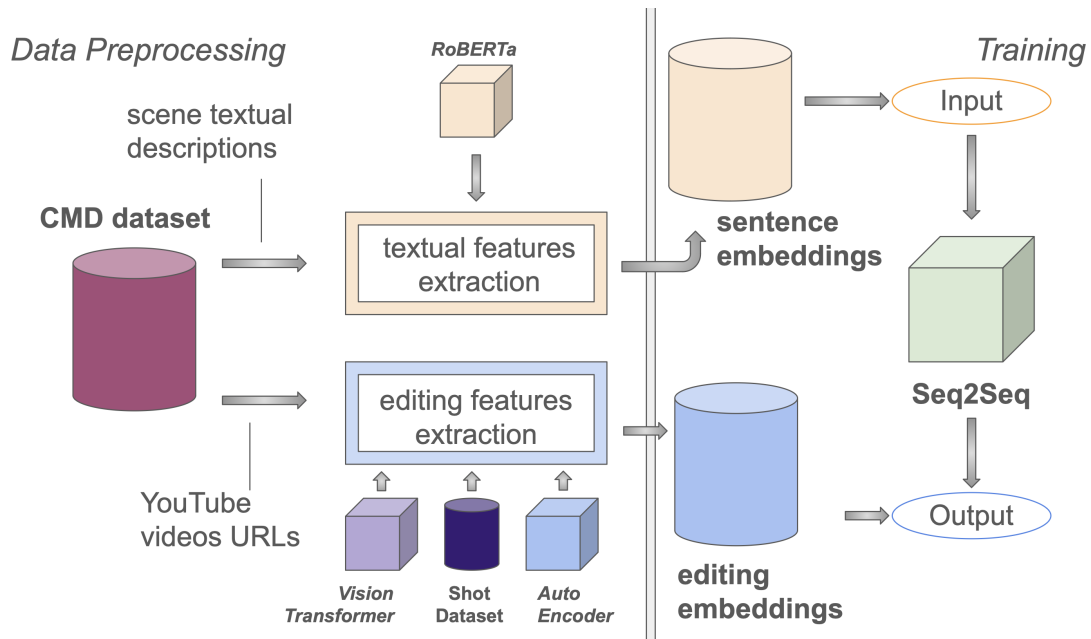 Data Preprocessing
RoBERTa
Training
scene textual
descriptions
Input
CMD dataset
textual features
extraction
sentence
embeddings
editing features
extraction
Seq2Seq
YouTube
videos URLs
Output
Vision
Transformer
Shot
Dataset
Auto
Encoder
editing
embeddings